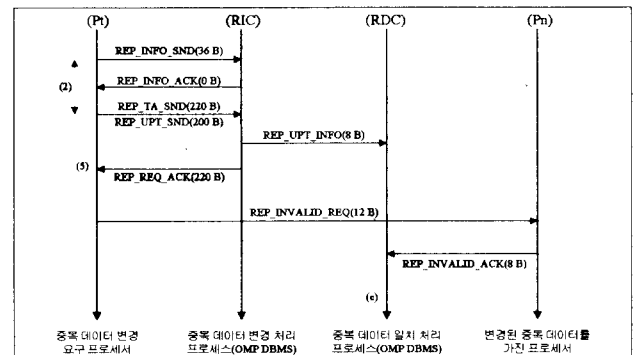 (Pt) (RIC) (RDC) (Pn)
REP_INFO_SND(36 B)
(2) REP_INFO_ACK(0 B)
REP_TA_SND(220 B)
REP_UPT_SND(200 B)
REP_UPT_INFO(8 B)
(5)
REP_REQ_ACK(220 B)
REP_INVALID_REQ(12 B)
REP_INVALID_ACK(8 B)
(c)
중복 데이터 변경 중복 데이터 변경 처리 중복 데이터 일치 처리 변경된 중복 데이터를
요구 프로세서 프로세스(OMP DBMS) 프로세스(OMP DBMS) 가진 프로세서